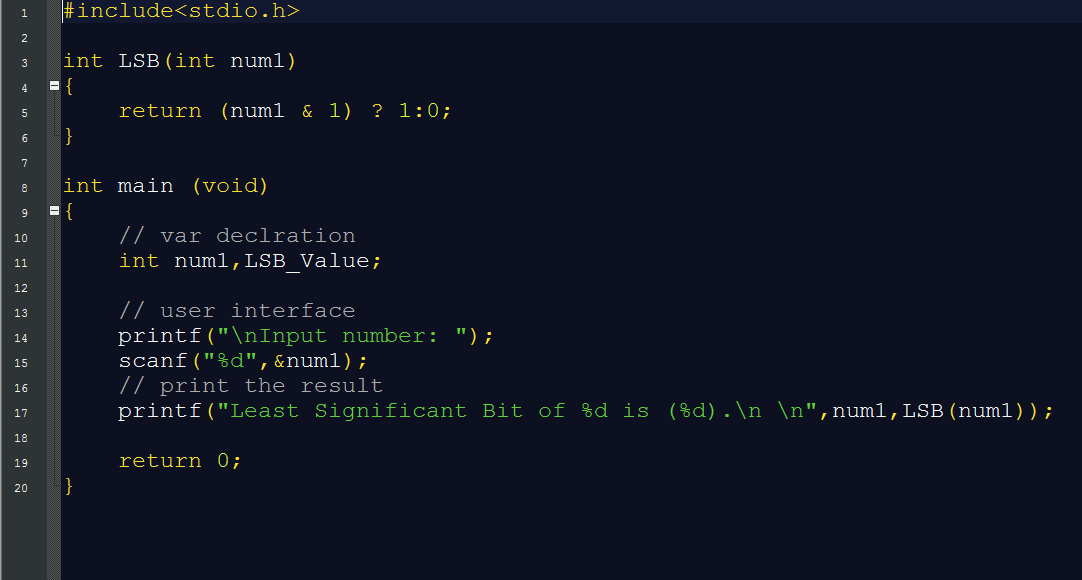 1 #include<stdio.h>
2
3 int LSB(int num1)
4 {
5     return (num1 & 1) ? 1:0;
6 }
7
8 int main (void)
9 {
10     // var declration
11     int num1,LSB_Value;
12
13     // user interface
14     printf("\nInput number: ");
15     scanf("%d",&num1);
16     // print the result
17     printf("Least Significant Bit of %d is (%d).\n \n",num1,LSB(num1));
18
19     return 0;
20 }